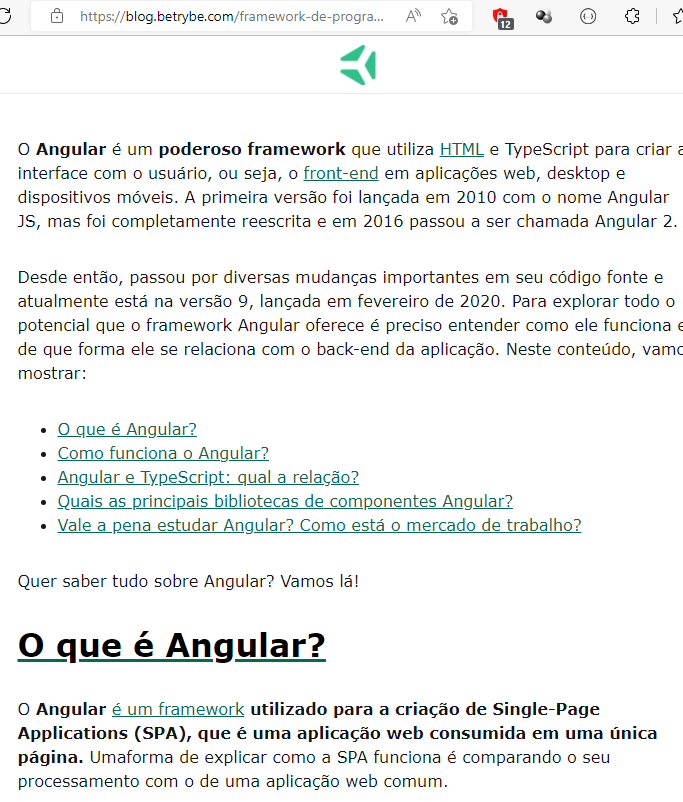 https://blog.betrybe.com/framework-de-progra...
12
O Angular é um poderoso framework que utiliza HTML e TypeScript para criar a
interface com o usuário, ou seja, o front-end em aplicações web, desktop e
dispositivos móveis. A primeira versão foi lançada em 2010 com o nome Angular
JS, mas foi completamente reescrita e em 2016 passou a ser chamada Angular 2.
Desde então, passou por diversas mudanças importantes em seu código fonte e
atualmente está na versão 9, lançada em fevereiro de 2020. Para explorar todo o
potencial que o framework Angular oferece é preciso entender como ele funciona e
de que forma ele se relaciona com o back-end da aplicação. Neste conteúdo, vamo
mostrar:
O que é Angular?
Como funciona o Angular?
Angular e TypeScript: qual a relação?
Quais as principais bibliotecas de componentes Angular?
Vale a pena estudar Angular? Como está o mercado de trabalho?
Quer saber tudo sobre Angular? Vamos lá!
O que é Angular?
O Angular é um framework utilizado para a criação de Single-Page
Applications (SPA), que é uma aplicação web consumida em uma única
página. Umaforma de explicar como a SPA funciona é comparando o seu
processamento com o de uma aplicação web comum.